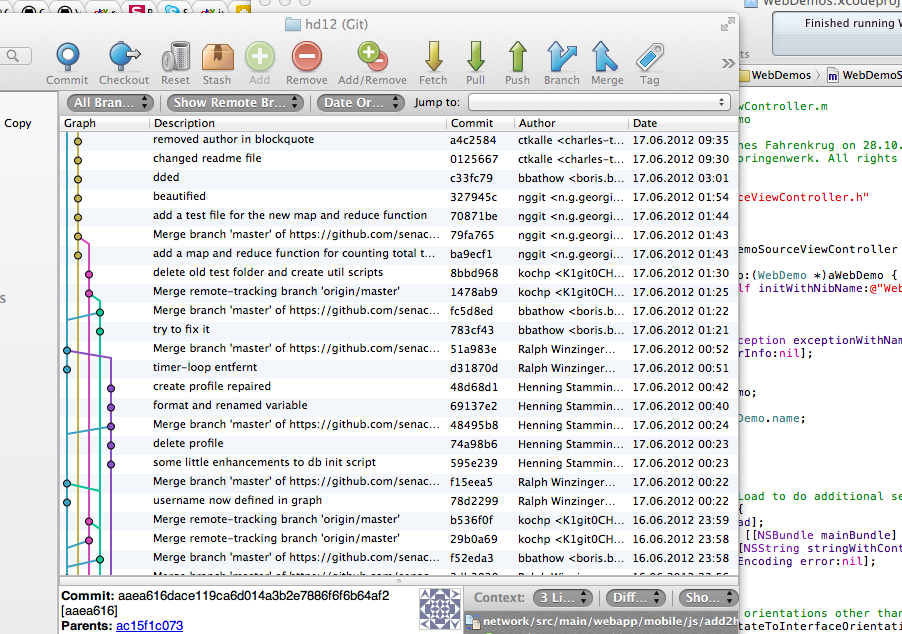 hd12 (Git)
WebDemos.xcodeproj
Finished running
Commit Checkout Reset Stash Add Remove Add/Remove Fetch Pull Push Branch Merge Tag
WebDemos
All Bran... Show Remote Br... Date Or... Jump to:
Copy
Graph Description Commit Author Date
removed author in blockquote a4c2584 ctkalle <charles-t... 17.06.2012 09:35
changed readme file 0125667 ctkalle <charles-t... 17.06.2012 09:30
dded c33fc79 bbathow <boris.b... 17.06.2012 03:01
beautified 327945c nggit <n.g.georgi... 17.06.2012 01:54
add a test file for the new map and reduce function 70871be nggit <n.g.georgi... 17.06.2012 01:44
Merge branch 'master' of https://github.com/senac... 79fa765 nggit <n.g.georgi... 17.06.2012 01:43
add a map and reduce function for counting total t... ba9ecf1 nggit <n.g.georgi... 17.06.2012 01:43
delete old test folder and create util scripts 8bbd968 kochp <K1git0CH... 17.06.2012 01:30
Merge remote-tracking branch 'origin/master' 1478ab9 kochp <K1git0CH... 17.06.2012 01:25
Merge branch 'master' of https://github.com/senac... fc5d8ed bbathow <boris.b... 17.06.2012 01:22
try to fix it 783cf43 bbathow <boris.b... 17.06.2012 01:21
Merge branch 'master' of https://github.com/senac... 51a983e Ralph Winzinger... 17.06.2012 00:52
timer-loop entfernt d31870d Ralph Winzinger... 17.06.2012 00:51
create profile repaired 48d68d1 Henning Stammin... 17.06.2012 00:42
format and renamed variable 69137e2 Henning Stammin... 17.06.2012 00:40
Merge branch 'master' of https://github.com/senac... 48495b8 Henning Stammin... 17.06.2012 00:24
delete profile 74a98b6 Henning Stammin... 17.06.2012 00:23
some little enhancements to db init script 595e239 Henning Stammin... 17.06.2012 00:23
Merge branch 'master' of https://github.com/senac... f15eea5 Ralph Winzinger... 17.06.2012 00:22
username now defined in graph 78d2299 Ralph Winzinger... 17.06.2012 00:22
Merge remote-tracking branch 'origin/master' b536f0f kochp <K1git0CH... 16.06.2012 23:59
Merge remote-tracking branch 'origin/master' 29b0a69 kochp <K1git0CH... 16.06.2012 23:58
Merge branch 'master' of https://github.com/senac... f52eda3 bbathow <boris.b... 16.06.2012 23:58
Commit: aaea616dace119ca6d014a3b2e7886f6f6b64af2
[aaea616]
Parents: ac15f1c073
Context: 3 Li... Diff... Sho...
network/src/main/webapp/mobile/js/add2h
wController.m
mo
nes Fahrenkrug on 28.10.
pringenwerk. All rights
ceViewController.h"
emoSourceViewController
o:(WebDemo *)aWebDemo {
lf initWithNibName:@"Web
ception exceptionWithNam
rInfo:nil];
mo;
Demo.name;
Load to do additional se
{
ad];
[[NSBundle mainBundle]
[NSString stringWithCont
Encoding error:nil];
orientations other than
tateToInterfaceOrientati